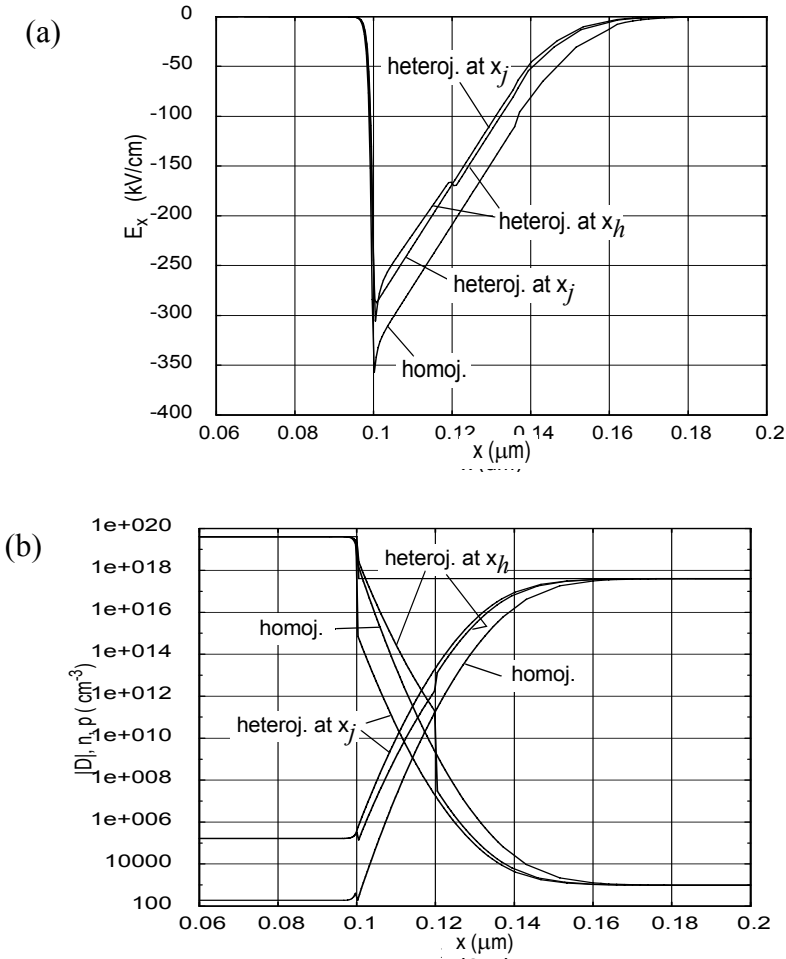 (a)
0
-50
-100
-150
-200
-250
-300
-350
-400
E_x (kV/cm)
heteroj. at x_j
heteroj. at x_h
heteroj. at x_j
homoj.
0.06 0.08 0.1 0.12 0.14 0.16 0.18 0.2
x (μm)
(b)
1e+020
1e+018
1e+016
1e+014
1e+012
1e+010
1e+008
1e+006
10000
100
|D|, n, p ( cm⁻³)
heteroj. at x_h
homoj.
homoj.
heteroj. at x_j
0.06 0.08 0.1 0.12 0.14 0.16 0.18 0.2
x (μm)